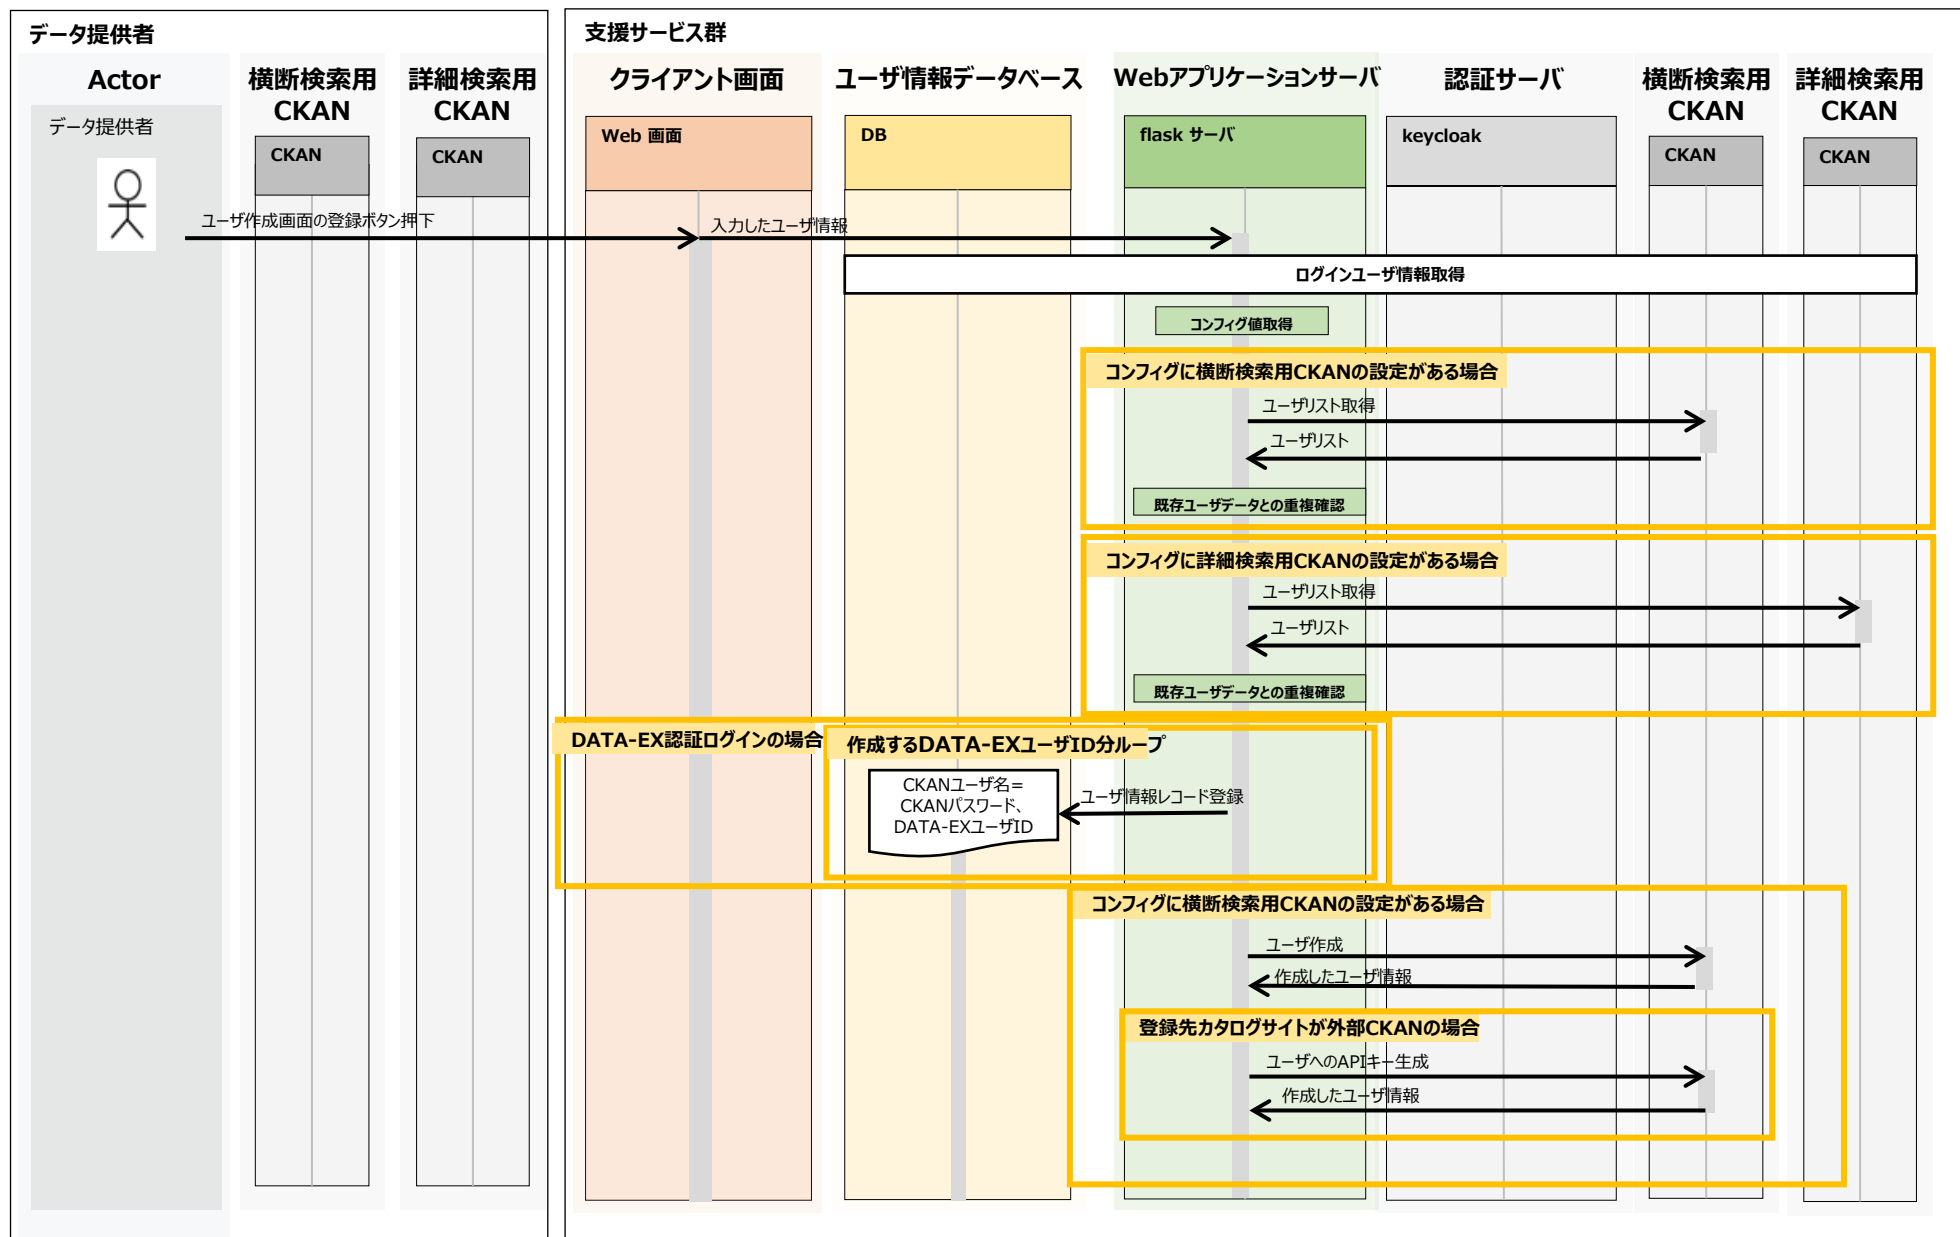 データ提供者
支援サービス群
Actor
横断検索用
CKAN
詳細検索用
CKAN
クライアント画面
ユーザ情報データベース
Webアプリケーションサーバ
認証サーバ
横断検索用
CKAN
詳細検索用
CKAN
データ提供者
CKAN
CKAN
Web 画面
DB
flask サーバ
keycloak
CKAN
CKAN
ユーザ作成画面の登録ボタン押下
入力したユーザ情報
ログインユーザ情報取得
コンフィグ値取得
コンフィグに横断検索用CKANの設定がある場合
ユーザリスト取得
ユーザリスト
既存ユーザデータとの重複確認
コンフィグに詳細検索用CKANの設定がある場合
ユーザリスト取得
ユーザリスト
既存ユーザデータとの重複確認
DATA-EX認証ログインの場合
作成するDATA-EXユーザID分ループ
CKANユーザ名=
CKANパスワード、
DATA-EXユーザID
ユーザ情報レコード登録
コンフィグに横断検索用CKANの設定がある場合
ユーザ作成
作成したユーザ情報
登録先カタログサイトが外部CKANの場合
ユーザへのAPIキー生成
作成したユーザ情報